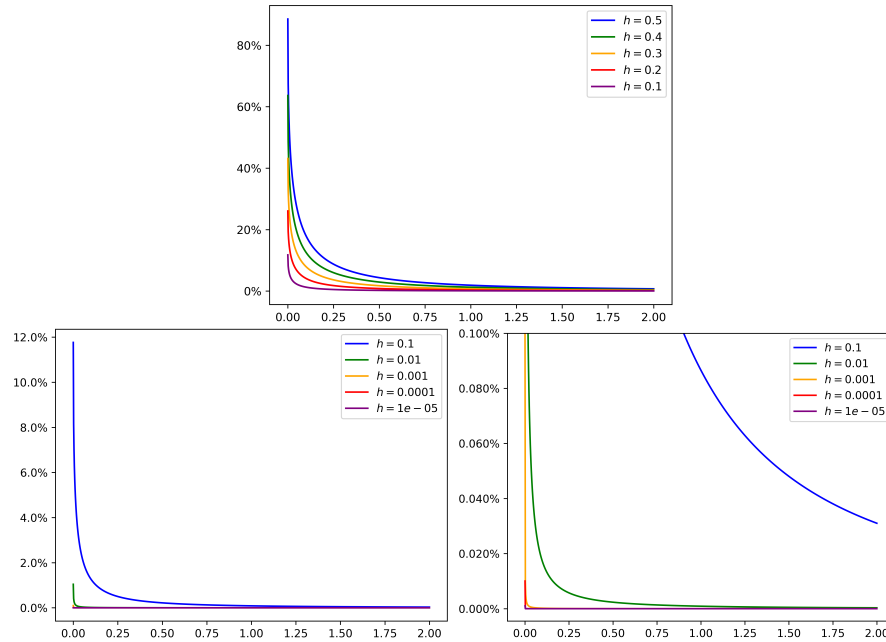 80%
60%
40%
20%
0%
h = 0.5
h = 0.4
h = 0.3
h = 0.2
h = 0.1
0.00 0.25 0.50 0.75 1.00 1.25 1.50 1.75 2.00
12.0%
10.0%
8.0%
6.0%
4.0%
2.0%
0.0%
h = 0.1
h = 0.01
h = 0.001
h = 0.0001
h = 1e − 05
0.00 0.25 0.50 0.75 1.00 1.25 1.50 1.75 2.00
0.100%
0.080%
0.060%
0.040%
0.020%
0.000%
h = 0.1
h = 0.01
h = 0.001
h = 0.0001
h = 1e − 05
0.00 0.25 0.50 0.75 1.00 1.25 1.50 1.75 2.00